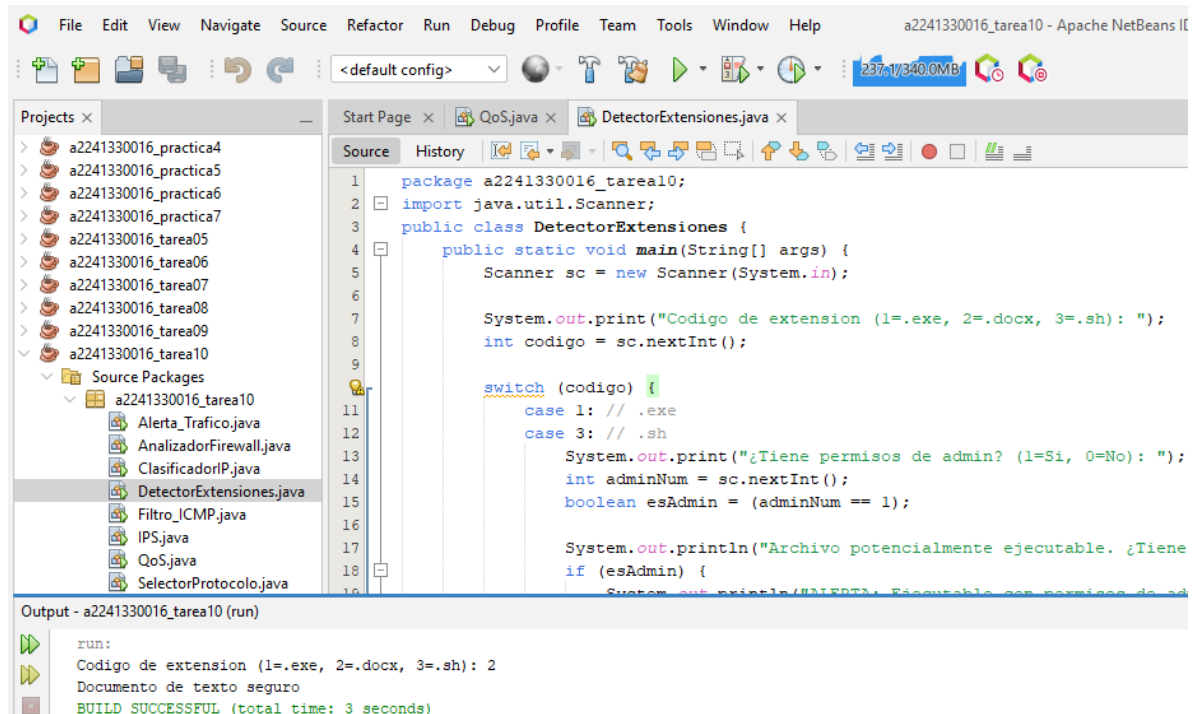 File Edit View Navigate Source Refactor Run Debug Profile Team Tools Window Help a2241330016_tarea10 - Apache NetBeans
<default config> 237.1/340.0MB
Projects
a2241330016_practica4
a2241330016_practica5
a2241330016_practica6
a2241330016_practica7
a2241330016_tarea05
a2241330016_tarea06
a2241330016_tarea07
a2241330016_tarea08
a2241330016_tarea09
a2241330016_tarea10
Source Packages
a2241330016_tarea10
Alerta_Trafico.java
AnalizadorFirewall.java
ClasificadorIP.java
DetectorExtensiones.java
Filtro_ICMP.java
IPS.java
QoS.java
SelectorProtocolo.java
Start Page QoS.java DetectorExtensiones.java
Source History
1 package a2241330016_tarea10;
2 import java.util.Scanner;
3 public class DetectorExtensiones {
4 public static void main(String[] args) {
5 Scanner sc = new Scanner(System.in);
6
7 System.out.print("Codigo de extension (1=.exe, 2=.docx, 3=.sh): ");
8 int codigo = sc.nextInt();
9
switch (codigo) {
11 case 1: // .exe
12 case 3: // .sh
13 System.out.print("¿Tiene permisos de admin? (1=Si, 0=No): ");
14 int adminNum = sc.nextInt();
15 boolean esAdmin = (adminNum == 1);
16
17 System.out.println("Archivo potencialmente ejecutable. ¿Tiene
18 if (esAdmin) {
19 System.out.println("ALERTA: Ejecutable con permisos de
Output - a2241330016_tarea10 (run)
run:
Codigo de extension (1=.exe, 2=.docx, 3=.sh): 2
Documento de texto seguro
BUILD SUCCESSFUL (total time: 3 seconds)